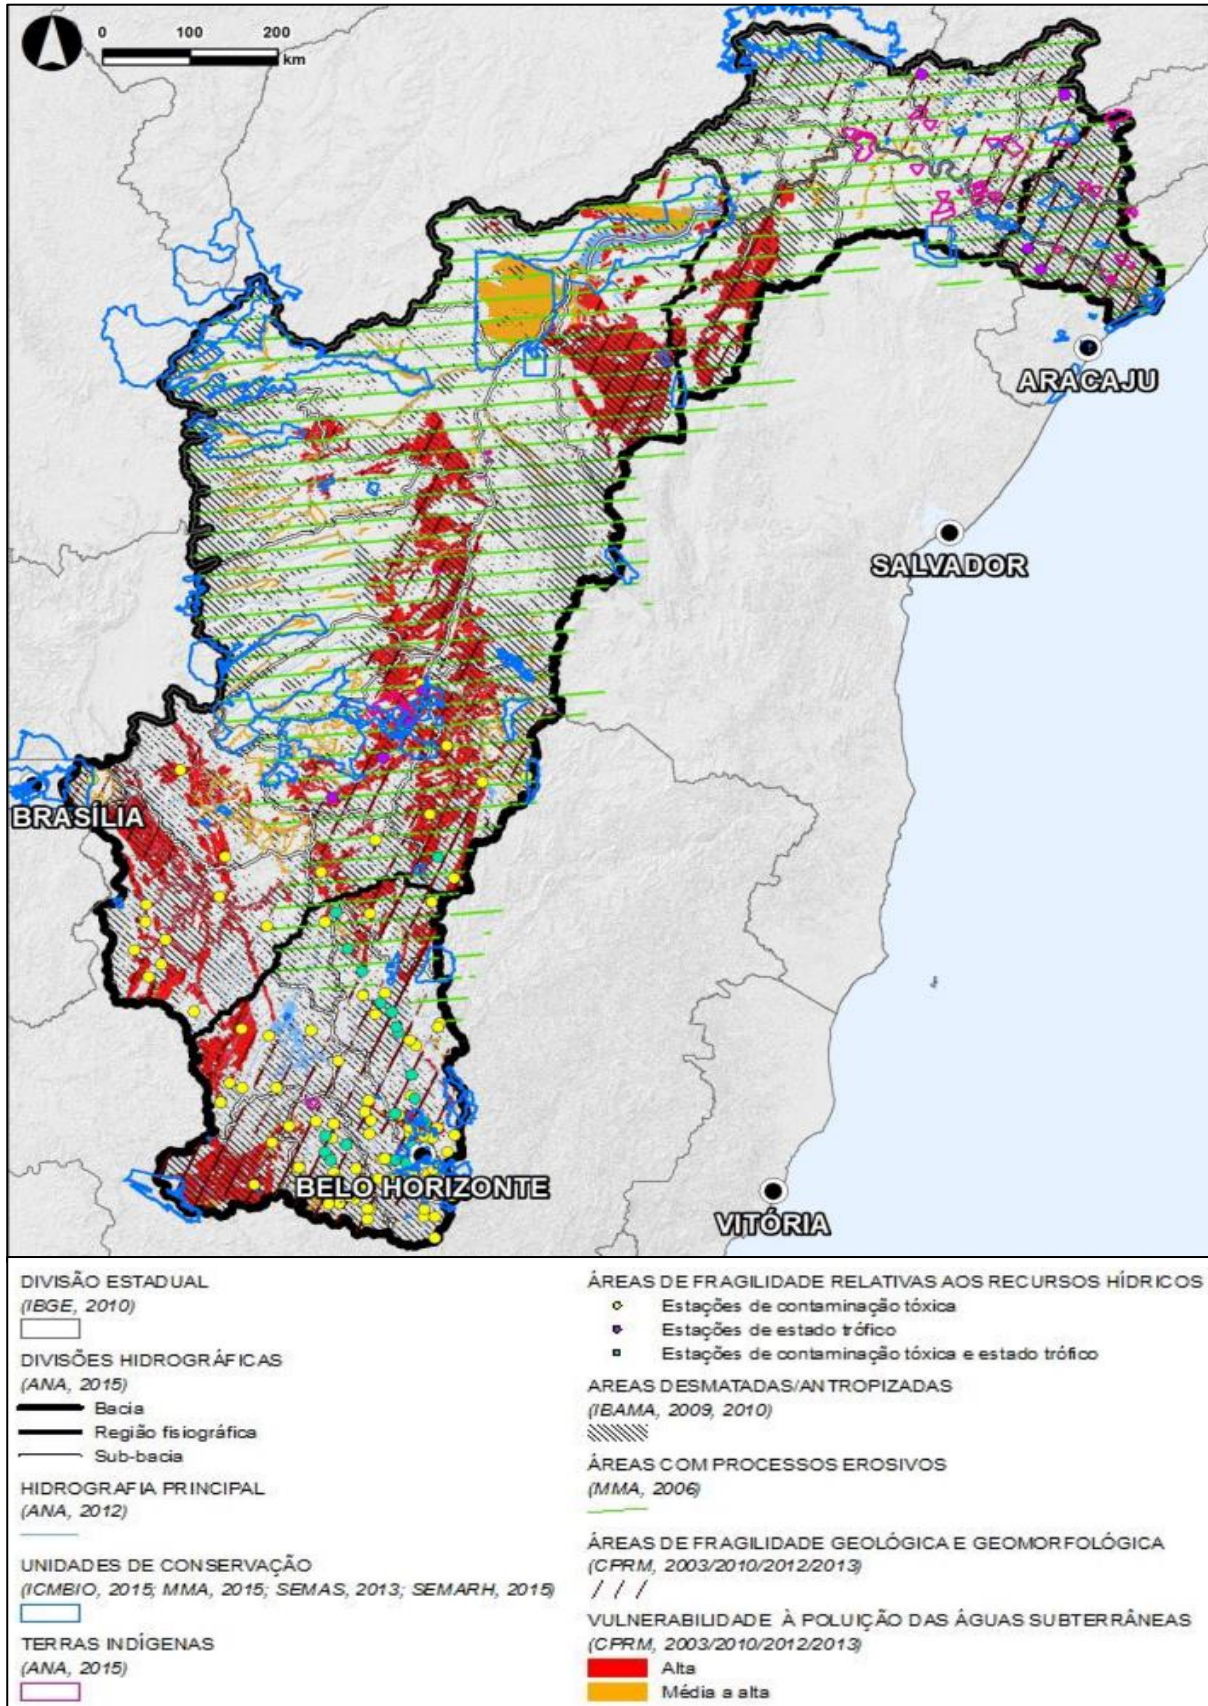 0 100 200
km
ARACAJU
SALVADOR
BRASÍLIA
BELO HORIZONTE
VITÓRIA
DIVISÃO ESTADUAL
(IBGE, 2010)
DIVISÕES HIDROGRÁFICAS
(ANA, 2015)
Bacia
Região fisiográfica
Sub-bacia
HIDROGRAFIA PRINCIPAL
(ANA, 2012)
UNIDADES DE CONSERVAÇÃO
(ICMBIO, 2015; MMA, 2015; SEMAS, 2013; SEMARH, 2015)
TERRAS INDÍGENAS
(ANA, 2015)
ÁREAS DE FRAGILIDADE RELATIVAS AOS RECURSOS HÍDRICOS
Estações de contaminação tóxica
Estações de estado trófico
Estações de contaminação tóxica e estado trófico
AREAS DESMATADAS/ANTROPIZADAS
(IBAMA, 2009, 2010)
ÁREAS COM PROCESSOS EROSIVOS
(MMA, 2006)
ÁREAS DE FRAGILIDADE GEOLÓGICA E GEOMORFOLÓGICA
(CPRM, 2003/2010/2012/2013)
VULNERABILIDADE À POLUIÇÃO DAS ÁGUAS SUBTERRÂNEAS
(CPRM, 2003/2010/2012/2013)
Alta
Média a alta